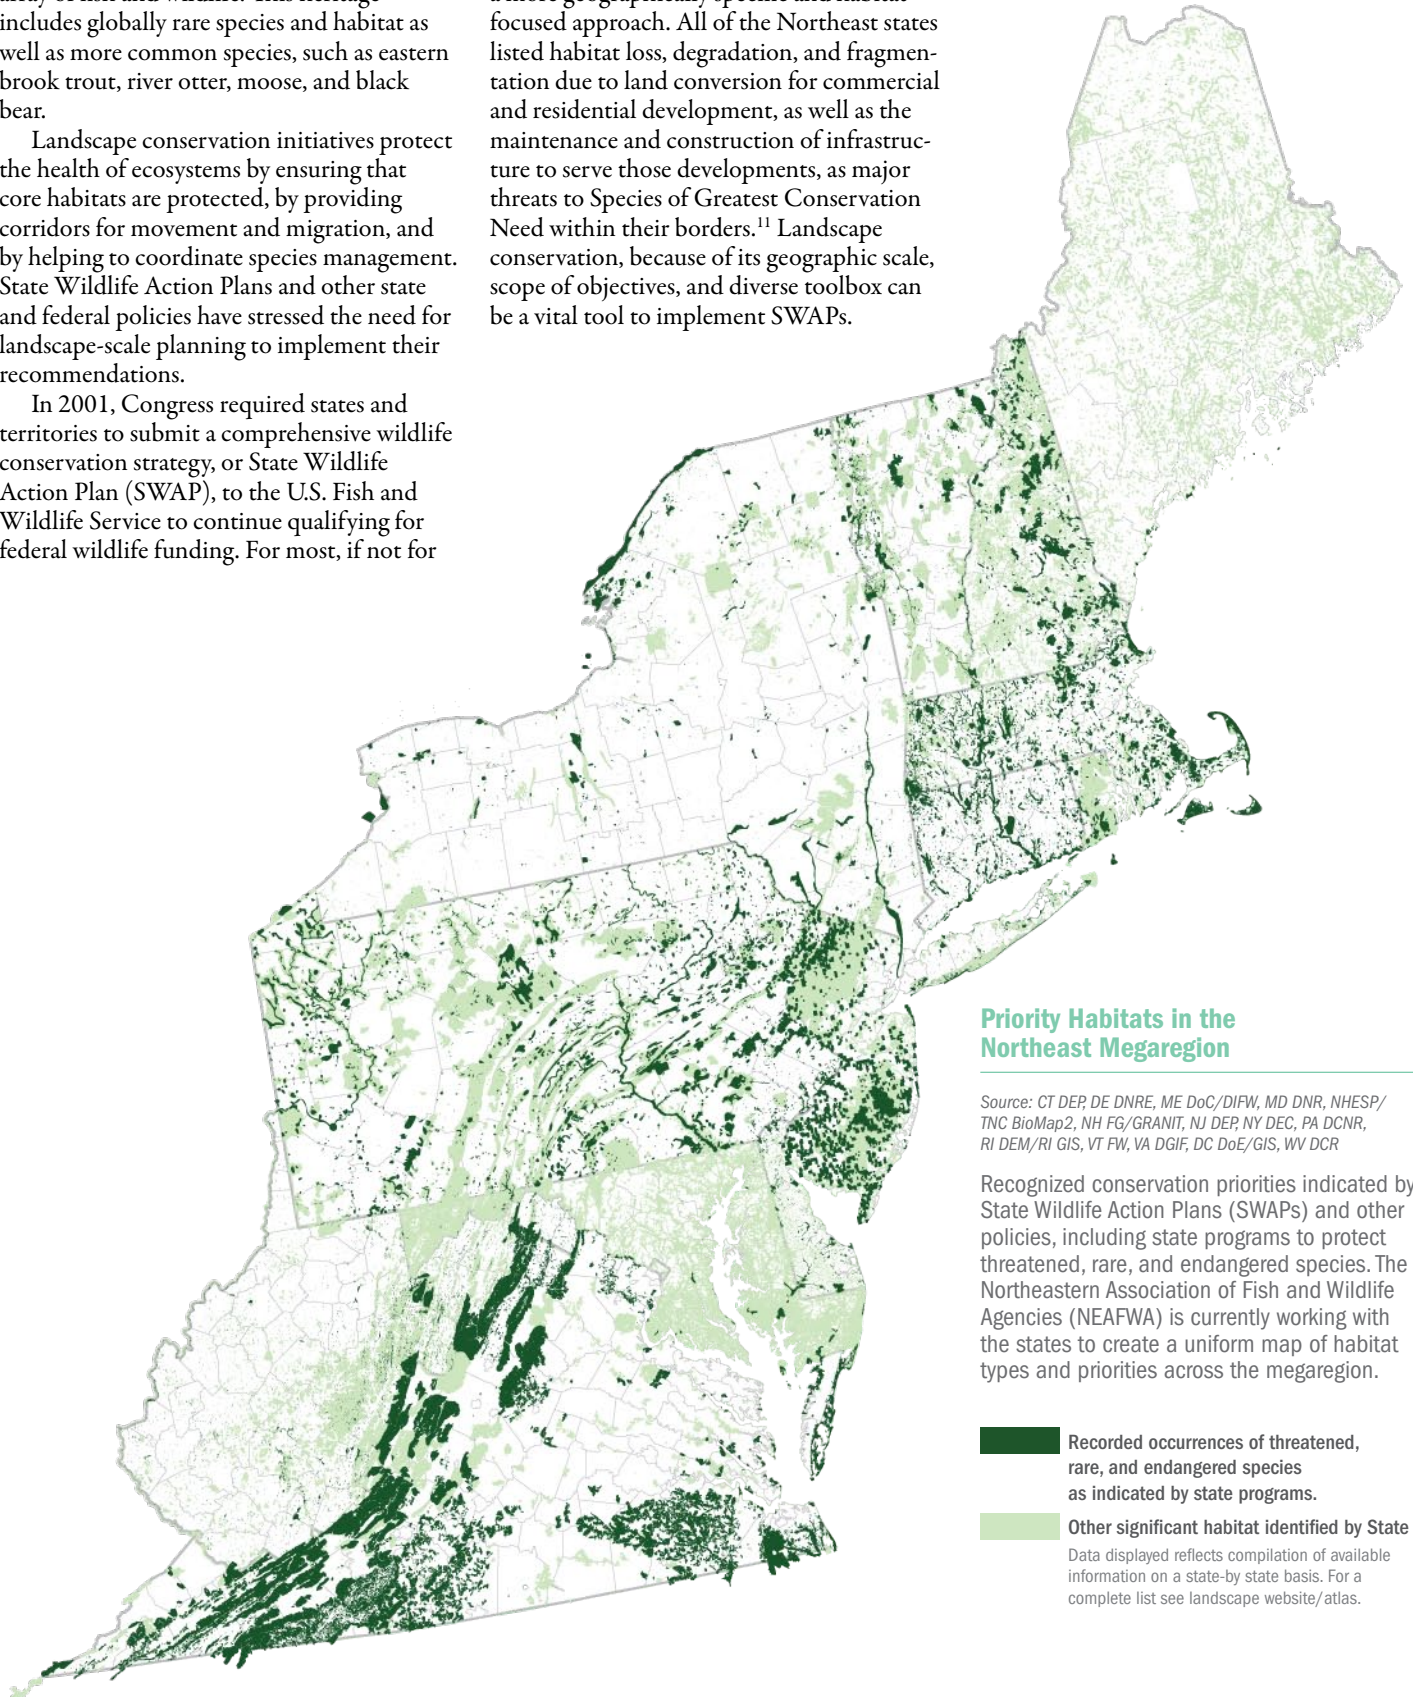 array of fish and wildlife. This heritage
includes globally rare species and habitat as
well as more common species, such as eastern
brook trout, river otter, moose, and black
bear.
Landscape conservation initiatives protect
the health of ecosystems by ensuring that
core habitats are protected, by providing
corridors for movement and migration, and
by helping to coordinate species management.
State Wildlife Action Plans and other state
and federal policies have stressed the need for
landscape-scale planning to implement their
recommendations.
In 2001, Congress required states and
territories to submit a comprehensive wildlife
conservation strategy, or State Wildlife
Action Plan (SWAP), to the U.S. Fish and
Wildlife Service to continue qualifying for
federal wildlife funding. For most, if not for
a more geographically specific and habitat-
focused approach. All of the Northeast states
listed habitat loss, degradation, and fragmen-
tation due to land conversion for commercial
and residential development, as well as the
maintenance and construction of infrastruc-
ture to serve those developments, as major
threats to Species of Greatest Conservation
Need within their borders.¹¹ Landscape
conservation, because of its geographic scale,
scope of objectives, and diverse toolbox can
be a vital tool to implement SWAPs.
Priority Habitats in the
Northeast Megaregion
Source: CT DEP, DE DNRE, ME DoC/DIFW, MD DNR, NHESP/
TNC BioMap2, NH FG/GRANIT, NJ DEP, NY DEC, PA DCNR,
RI DEM/RI GIS, VT FW, VA DGIF, DC DoE/GIS, WV DCR
Recognized conservation priorities indicated by
State Wildlife Action Plans (SWAPs) and other
policies, including state programs to protect
threatened, rare, and endangered species. The
Northeastern Association of Fish and Wildlife
Agencies (NEAFWA) is currently working with
the states to create a uniform map of habitat
types and priorities across the megaregion.
Recorded occurrences of threatened,
rare, and endangered species
as indicated by state programs.
Other significant habitat identified by State
Data displayed reflects compilation of available
information on a state-by state basis. For a
complete list see landscape website/atlas.